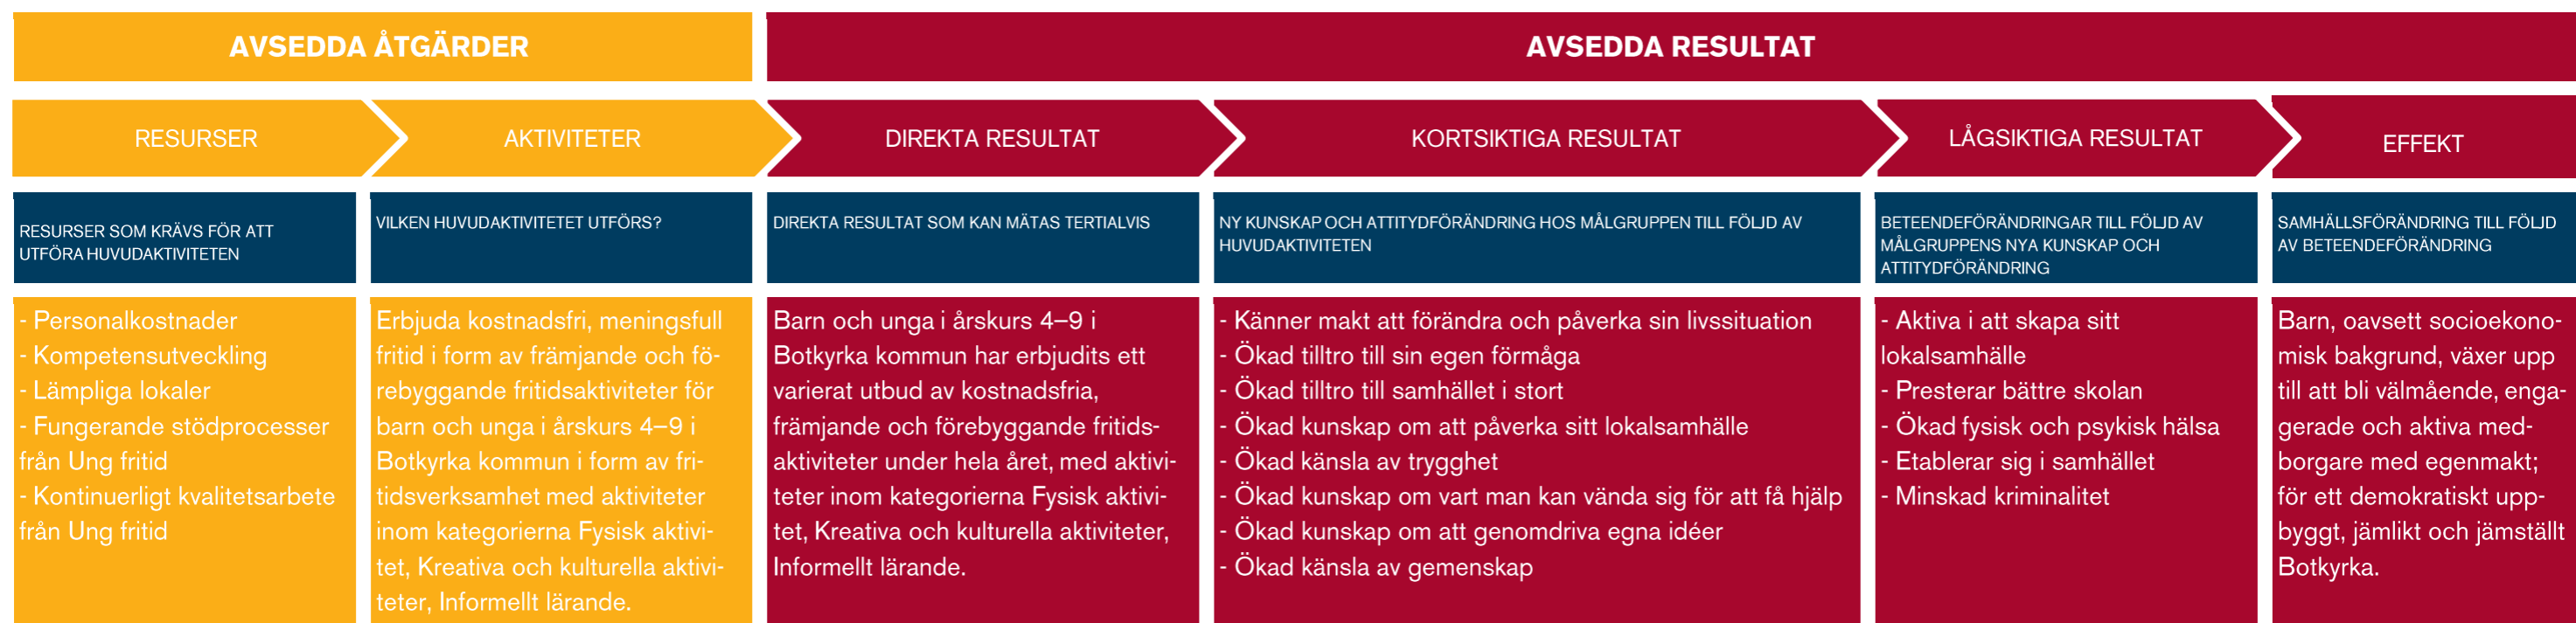 AVSEDDA ÅTGÄRDER
AVSEDDA RESULTAT
RESURSER
AKTIVITETER
DIREKTA RESULTAT
KORTSIKTIGA RESULTAT
LÅGSIKTIGA RESULTAT
EFFEKT
RESURSER SOM KRÄVS FÖR ATT
UTFÖRA HUVUDAKTIVITETEN
VILKEN HUVUDAKTIVITETET UTFÖRS?
DIREKTA RESULTAT SOM KAN MÄTAS TERTIALVIS
NY KUNSKAP OCH ATTITYDFÖRÄNDRING HOS MÅLGRUPPEN TILL FÖLJD AV
HUVUDAKTIVITETEN
BETEENDEFÖRÄNDRINGAR TILL FÖLJD AV
MÅLGRUPPENS NYA KUNSKAP OCH
ATTITYDFÖRÄNDRING
SAMHÄLLSFÖRÄNDRING TILL FÖLJD
AV BETEENDEFÖRÄNDRING
- Personalkostnader
- Kompetensutveckling
- Lämpliga lokaler
- Fungerande stödprocesser
från Ung fritid
- Kontinuerligt kvalitetsarbete
från Ung fritid
Erbjuda kostnadsfri, meningsfull
fritid i form av främjande och fö-
rebyggande fritidsaktiviteter för
barn och unga i årskurs 4–9 i
Botkyrka kommun i form av fri-
tidsverksamhet med aktiviteter
inom kategorierna Fysisk aktivi-
tet, Kreativa och kulturella aktivi-
teter, Informellt lärande.
Barn och unga i årskurs 4–9 i
Botkyrka kommun har erbjudits ett
varierat utbud av kostnadsfria,
främjande och förebyggande fritids-
aktiviteter under hela året, med aktivi-
teter inom kategorierna Fysisk aktivi-
tet, Kreativa och kulturella aktiviteter,
Informellt lärande.
- Känner makt att förändra och påverka sin livssituation
- Ökad tilltro till sin egen förmåga
- Ökad tilltro till samhället i stort
- Ökad kunskap om att påverka sitt lokalsamhälle
- Ökad känsla av trygghet
- Ökad kunskap om vart man kan vända sig för att få hjälp
- Ökad kunskap om att genomdriva egna idéer
- Ökad känsla av gemenskap
- Aktiva i att skapa sitt
lokalsamhälle
- Presterar bättre skolan
- Ökad fysisk och psykisk hälsa
- Etablerar sig i samhället
- Minskad kriminalitet
Barn, oavsett socioekono-
misk bakgrund, växer upp
till att bli välmående, enga-
gerade och aktiva med-
borgare med egenmakt;
för ett demokratiskt upp-
byggt, jämlikt och jämställt
Botkyrka.